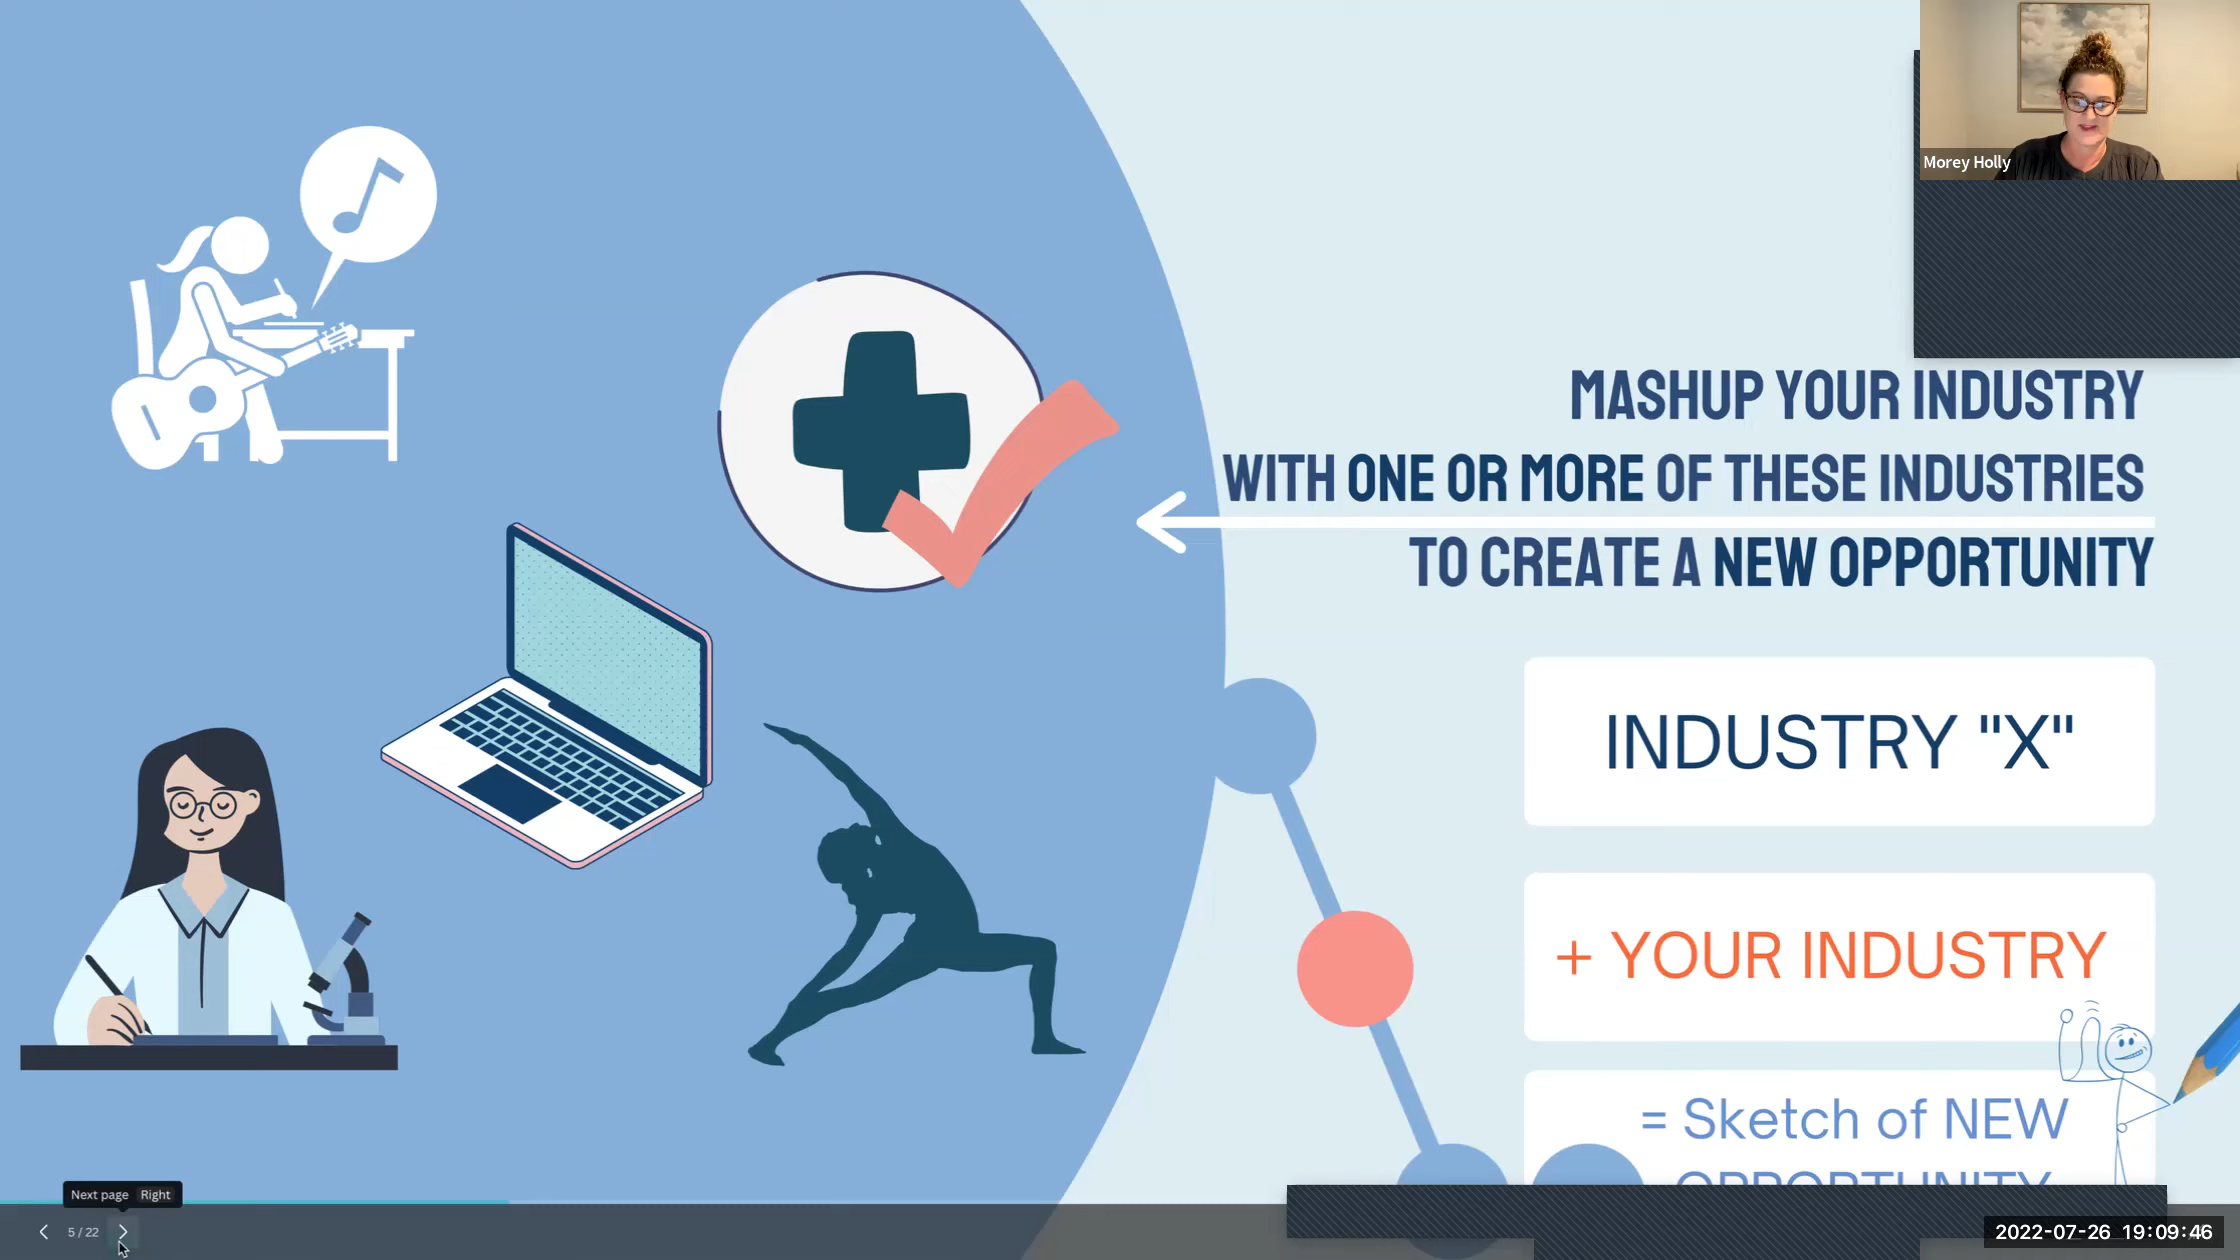 Morey Holly
MASHUP YOUR INDUSTRY
WITH ONE OR MORE OF THESE INDUSTRIES
TO CREATE A NEW OPPORTUNITY
INDUSTRY "X"
+ YOUR INDUSTRY
= Sketch of NEW
OPPORTUNITY
Next page Right
5 / 22
2022-07-26 19:09:46